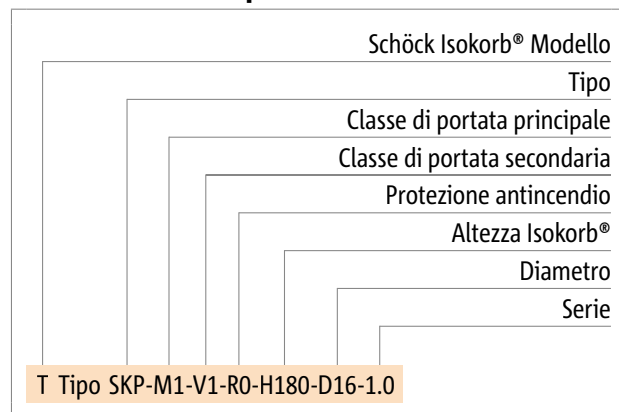 Schöck Isokorb® Modello
Tipo
Classe di portata principale
Classe di portata secondaria
Protezione antincendio
Altezza Isokorb®
Diametro
Serie
T Tipo SKP-M1-V1-R0-H180-D16-1.0